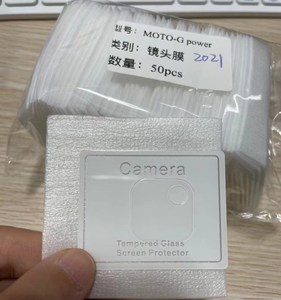 型号: MOTO-G power
类别: 镜头膜 2021
数量: 50pcs
Camera
Tempered Glass
Screen Protector